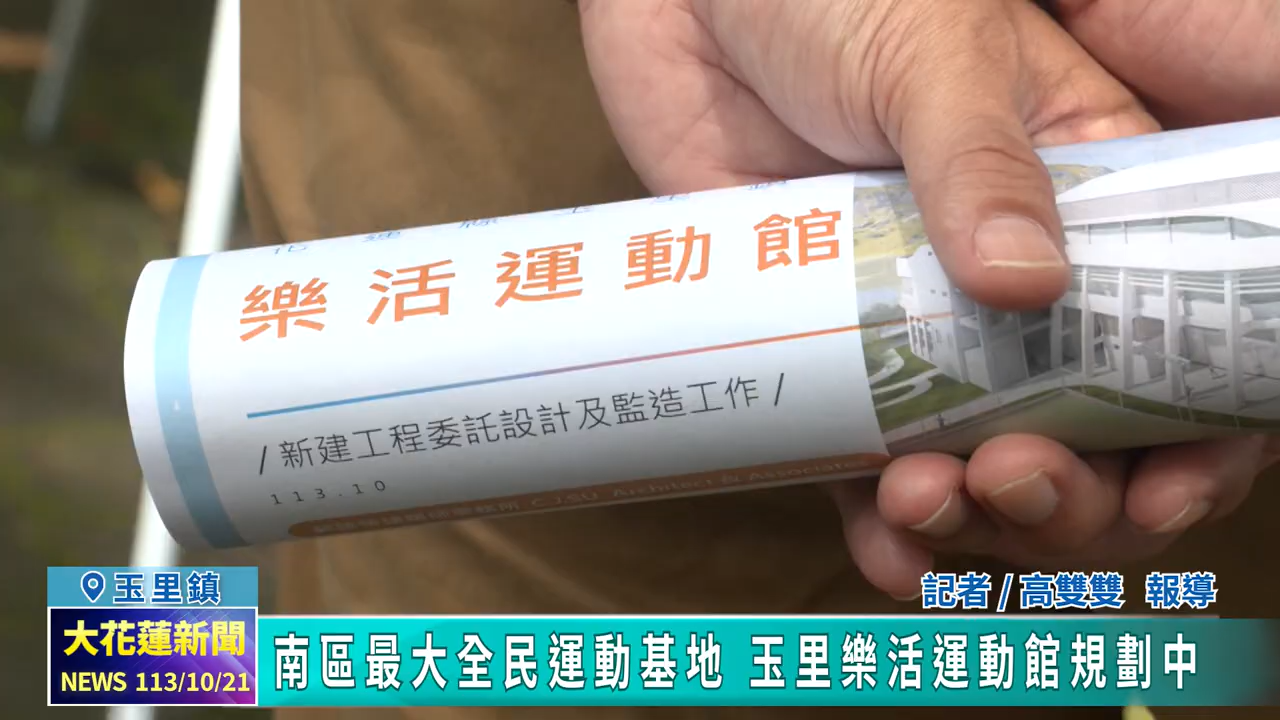 樂活運動館
/ 新建工程委託設計及監造工作 /
113.10
C.J.SU Architect & Associates
玉里鎮
記者 / 高雙雙 報導
大花蓮新聞
NEWS 113/10/21
南區最大全民運動基地 玉里樂活運動館規劃中